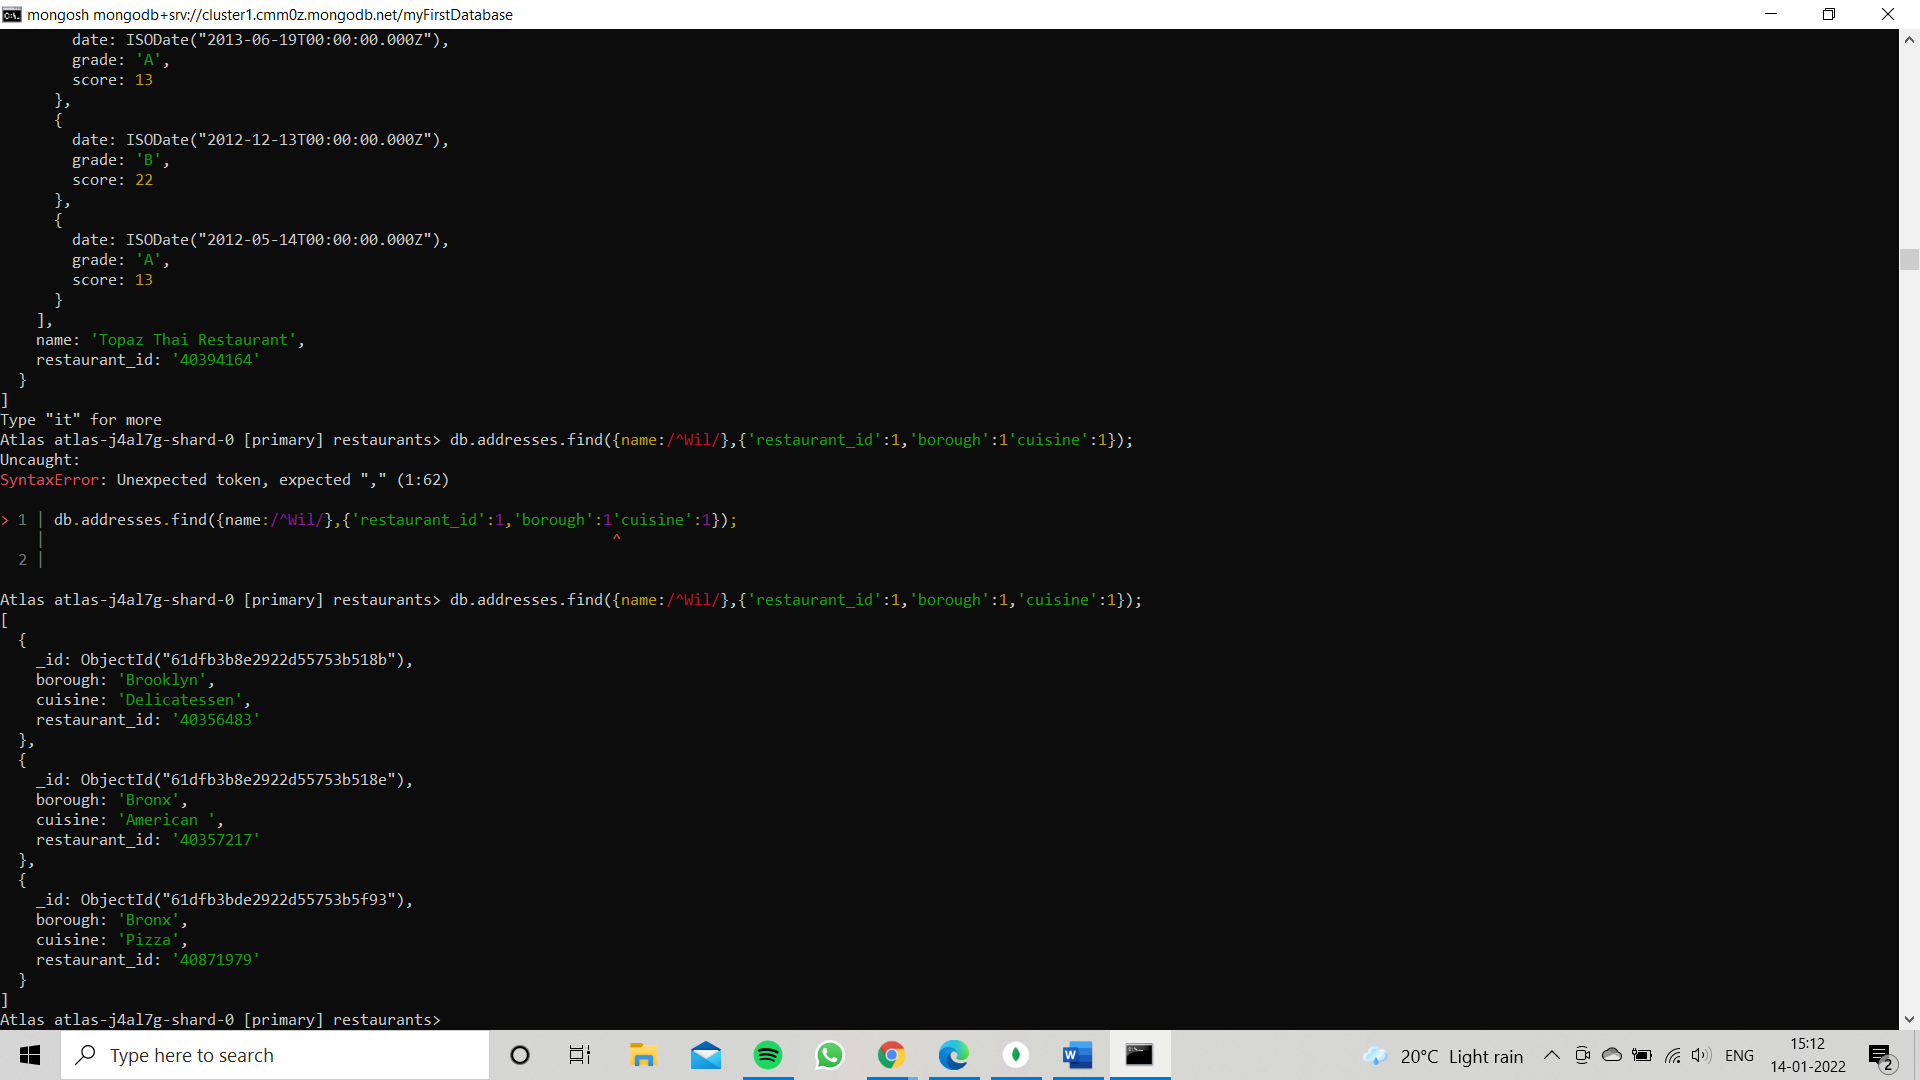 mongosh mongodb+srv://cluster1.cmm0z.mongodb.net/myFirstDatabase
        date: ISODate("2013-06-19T00:00:00.000Z"),
        grade: 'A',
        score: 13
      },
      {
        date: ISODate("2012-12-13T00:00:00.000Z"),
        grade: 'B',
        score: 22
      },
      {
        date: ISODate("2012-05-14T00:00:00.000Z"),
        grade: 'A',
        score: 13
      }
    ],
    name: 'Topaz Thai Restaurant',
    restaurant_id: '40394164'
  }
]
Type "it" for more
Atlas atlas-j4al7g-shard-0 [primary] restaurants> db.addresses.find({name:/^Wil/},{'restaurant_id':1,'borough':1'cuisine':1});
Uncaught:
SyntaxError: Unexpected token, expected "," (1:62)

> 1 | db.addresses.find({name:/^Wil/},{'restaurant_id':1,'borough':1'cuisine':1});
    |                                                               ^
  2 |

Atlas atlas-j4al7g-shard-0 [primary] restaurants> db.addresses.find({name:/^Wil/},{'restaurant_id':1,'borough':1,'cuisine':1});
[
  {
    _id: ObjectId("61dfb3b8e2922d55753b518b"),
    borough: 'Brooklyn',
    cuisine: 'Delicatessen',
    restaurant_id: '40356483'
  },
  {
    _id: ObjectId("61dfb3b8e2922d55753b518e"),
    borough: 'Bronx',
    cuisine: 'American ',
    restaurant_id: '40357217'
  },
  {
    _id: ObjectId("61dfb3bde2922d55753b5f93"),
    borough: 'Bronx',
    cuisine: 'Pizza',
    restaurant_id: '40871979'
  }
]
Atlas atlas-j4al7g-shard-0 [primary] restaurants>
Type here to search
20°C Light rain
ENG
15:12
14-01-2022
2